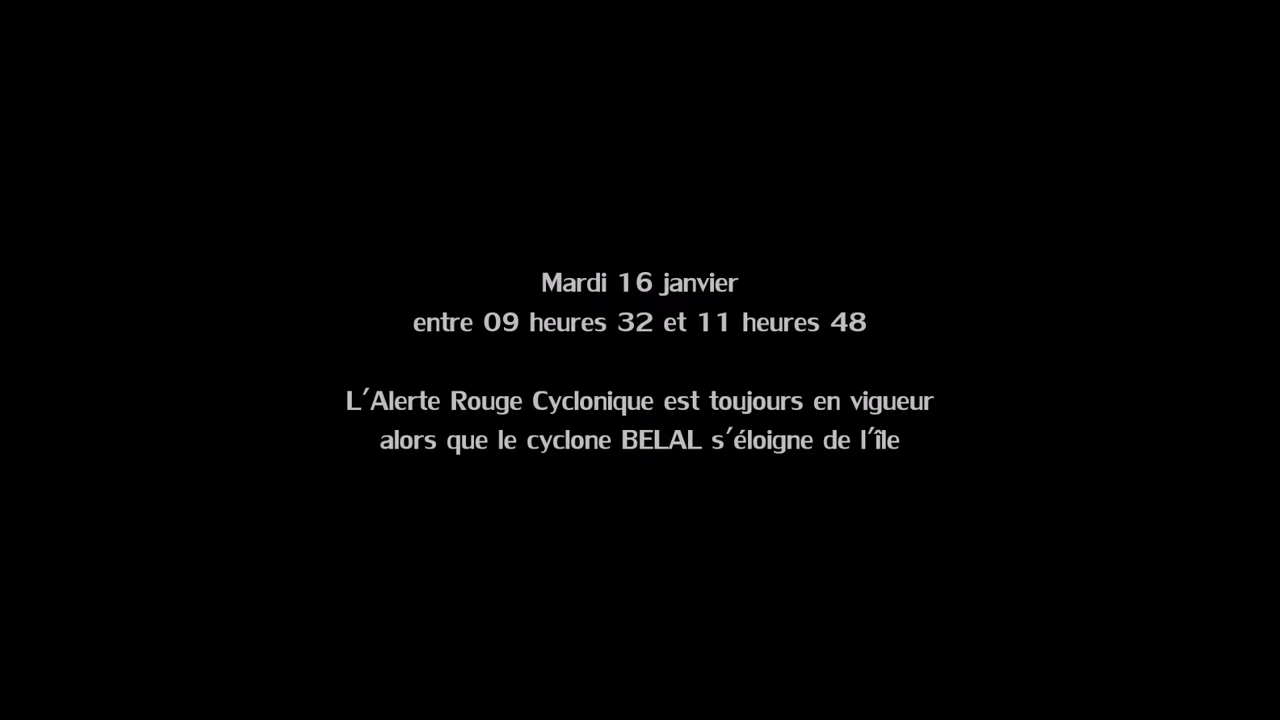 Mardi 16 janvier
entre 09 heures 32 et 11 heures 48
L'Alerte Rouge Cyclonique est toujours en vigueur
alors que le cyclone BELAL s'éloigne de l'île